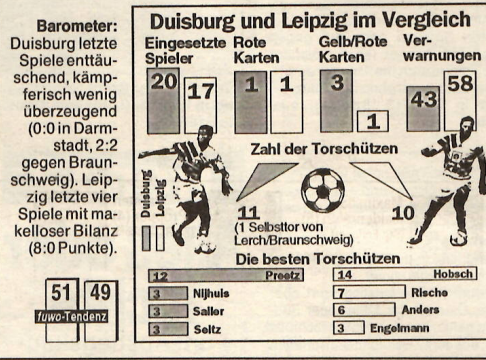 Barometer:
Duisburg letzte
Spiele enttäu-
schend, kämp-
ferisch wenig
überzeugend
(0:0 in Darm-
stadt, 2:2
gegen Braun-
schweig). Leip-
zig letzte vier
Spiele mit ma-
kelloser Bilanz
(8:0 Punkte).
51 49
fuwo-Tendenz
Duisburg und Leipzig im Vergleich
Eingesetzte Spieler
20 17
Rote Karten
1 1
Gelb/Rote Karten
3 1
Ver-
warnungen
43 58
Duisburg
Leipzig
Zahl der Torschützen
11
(1 Selbsttor von
Lerch/Braunschweig)
10
Die besten Torschützen
12 Preetz
3 Nijhuis
3 Sailer
3 Seitz
14 Hobsch
7 Rische
6 Anders
3 Engelmann